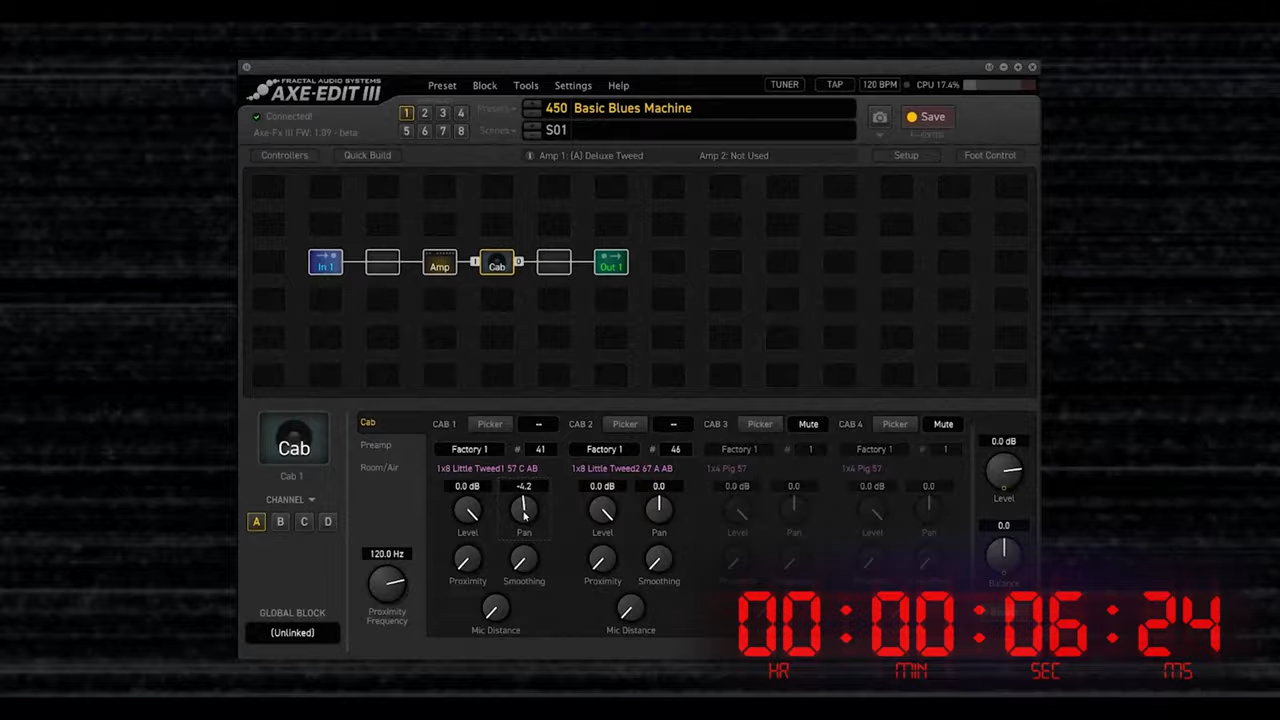 FRACTAL AUDIO SYSTEMS
AXE-EDIT III
Preset Block Tools Settings Help
TUNER TAP 120 BPM CPU 17.4%
Connected!
Axe-Fx III FW: 1.09 - beta
1 2 3 4
5 6 7 8
Presets 450 Basic Blues Machine
Scenes S01
Save
Controllers Quick Build Amp 1: (A) Deluxe Tweed Amp 2: Not Used Setup Foot Control
In 1 Amp Cab Out 1
Cab
Cab 1
CHANNEL
A B C D
GLOBAL BLOCK
(Unlinked)
Cab
Preamp
Room/Air
120.0 Hz
Proximity
Frequency
CAB 1 Picker -- CAB 2 Picker -- CAB 3 Picker Mute CAB 4 Picker Mute
Factory 1 # 41 Factory 1 # 46 Factory 1 # 1 Factory 1 # 1
1x8 Little Tweed1 57 C AB 1x8 Little Tweed2 67 A AB 1x4 Pig 57 1x4 Pig 57
0.0 dB -4.2 0.0 dB 0.0 0.0 dB 0.0 0.0 dB 0.0
Level Pan Level Pan Level Pan Level Pan
Proximity Smoothing Proximity Smoothing
Mic Distance Mic Distance
0.0 dB
Level
0.0
Balance
00:00:06:24
HR MIN SEC MS